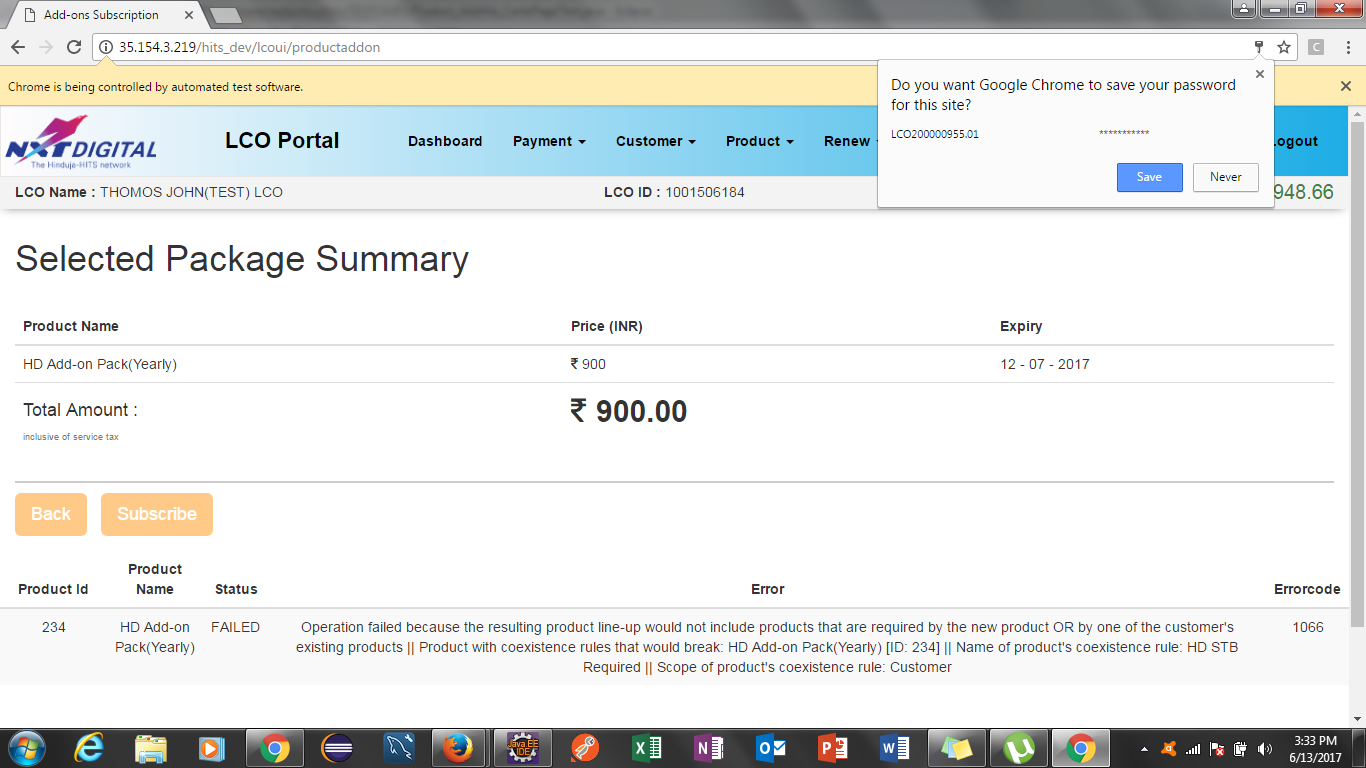 Add-ons Subscription
35.154.3.219/hits_dev/lcoui/productaddon
Chrome is being controlled by automated test software.
Do you want Google Chrome to save your password
for this site?
LCO200000955.01 ***********
Save Never
NXTDIGITAL
The Hinduja-HITS network
LCO Portal Dashboard Payment Customer Product Renew ogout
LCO Name : THOMOS JOHN(TEST) LCO LCO ID : 1001506184 948.66
Selected Package Summary
Product Name Price (INR) Expiry
HD Add-on Pack(Yearly) ₹ 900 12 - 07 - 2017
Total Amount : ₹ 900.00
inclusive of service tax
Back Subscribe
Product Id Product Name Status Error Errorcode
234 HD Add-on FAILED Operation failed because the resulting product line-up would not include products that are required by the new product OR by one of the customer's 1066
Pack(Yearly) existing products || Product with coexistence rules that would break: HD Add-on Pack(Yearly) [ID: 234] || Name of product's coexistence rule: HD STB
Required || Scope of product's coexistence rule: Customer
Java EE
IDE
3:33 PM
6/13/2017